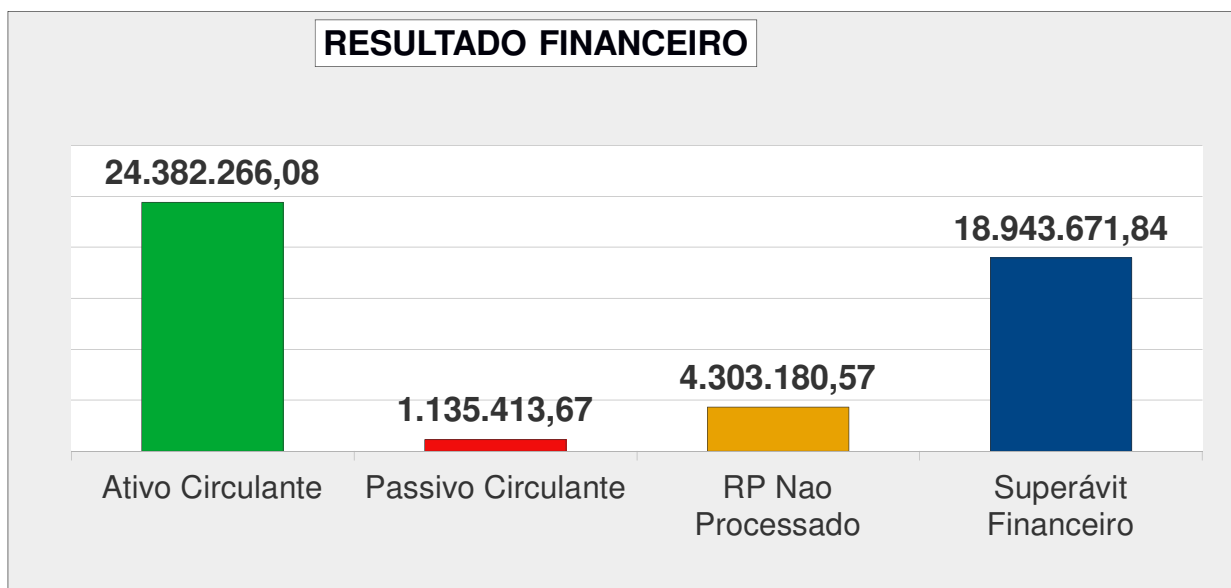 RESULTADO FINANCEIRO
24.382.266,08
1.135.413,67
4.303.180,57
18.943.671,84
Ativo Circulante
Passivo Circulante
RP Nao
Processado
Superávit
Financeiro